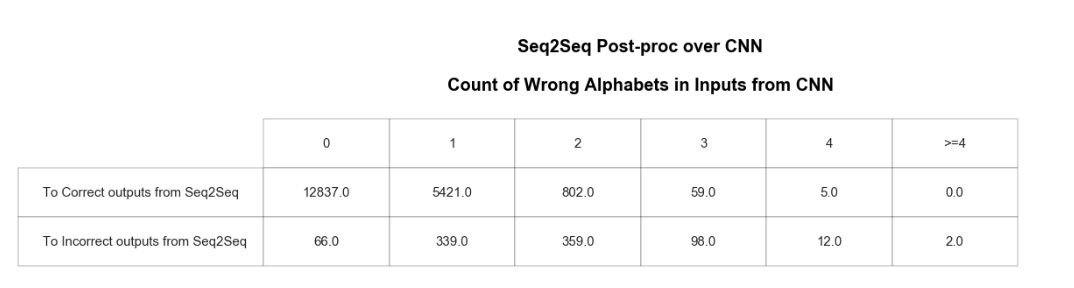 Seq2Seq Post-proc over CNN
Count of Wrong Alphabets in Inputs from CNN
0 1 2 3 4 >=4
To Correct outputs from Seq2Seq 12837.0 5421.0 802.0 59.0 5.0 0.0
To Incorrect outputs from Seq2Seq 66.0 339.0 359.0 98.0 12.0 2.0